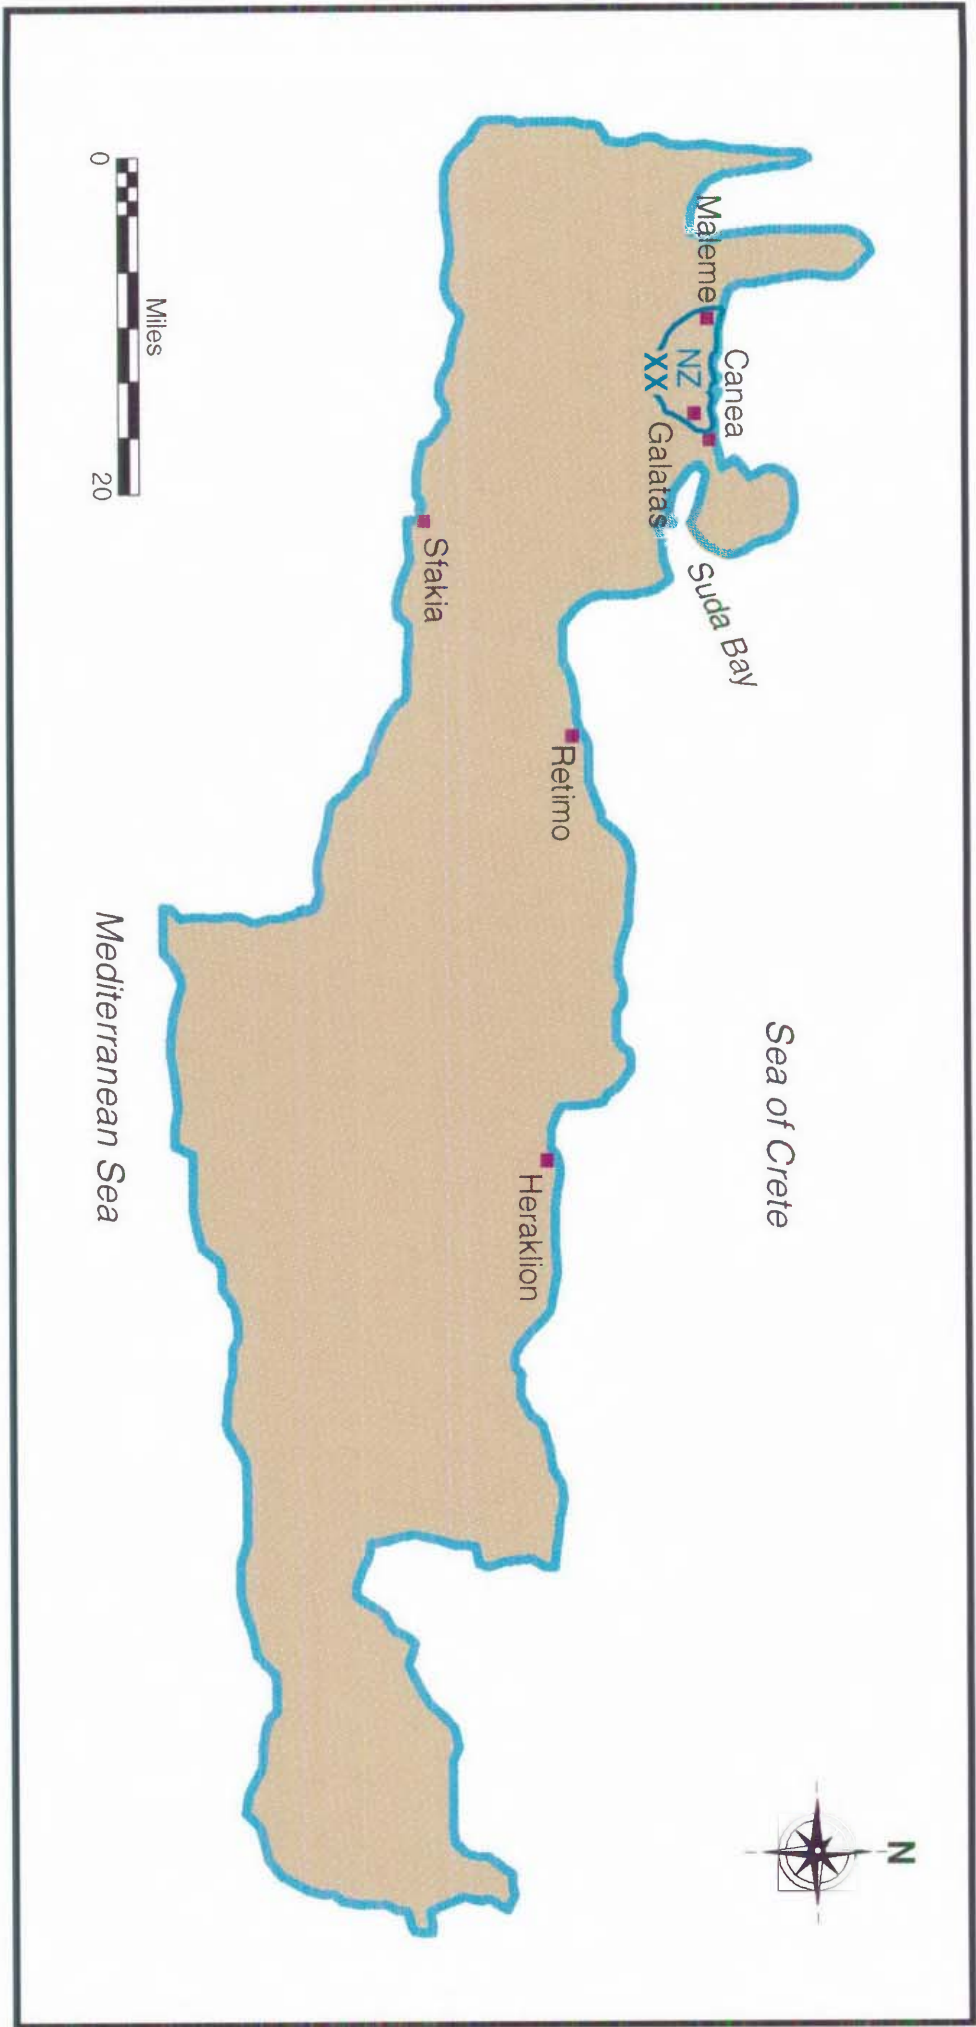 N
Sea of Crete
Maleme
Canea
NZ
XX
Galatas
Suda Bay
Retimo
Heraklion
Sfakia
Mediterranean Sea
Miles
0
20